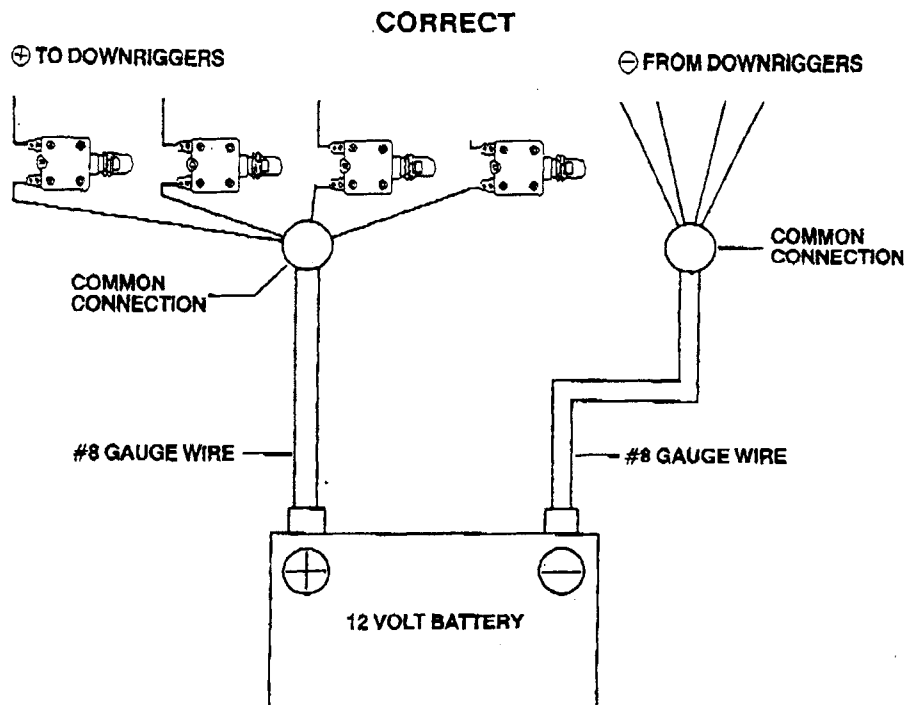 CORRECT
⊕ TO DOWNRIGGERS
⊖ FROM DOWNRIGGERS
COMMON
CONNECTION
COMMON
CONNECTION
#8 GAUGE WIRE
#8 GAUGE WIRE
12 VOLT BATTERY